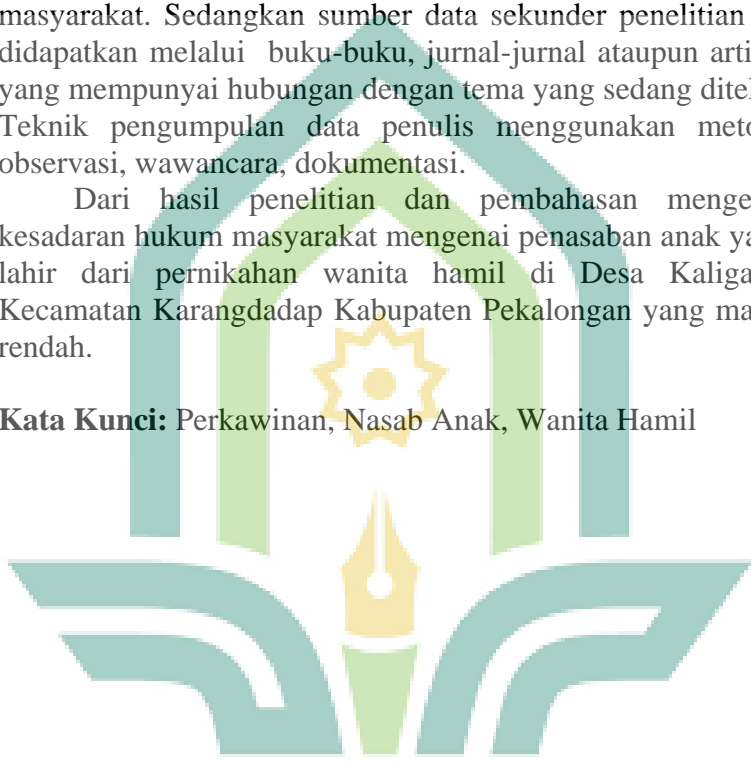 masyarakat. Sedangkan sumber data sekunder penelitian
didapatkan melalui buku-buku, jurnal-jurnal ataupun arti
yang mempunyai hubungan dengan tema yang sedang ditel
Teknik pengumpulan data penulis menggunakan meto
observasi, wawancara, dokumentasi.
Dari hasil penelitian dan pembahasan menge
kesadaran hukum masyarakat mengenai penasaban anak ya
lahir dari pernikahan wanita hamil di Desa Kaliga
Kecamatan Karangdadap Kabupaten Pekalongan yang ma
rendah.
Kata Kunci: Perkawinan, Nasab Anak, Wanita Hamil